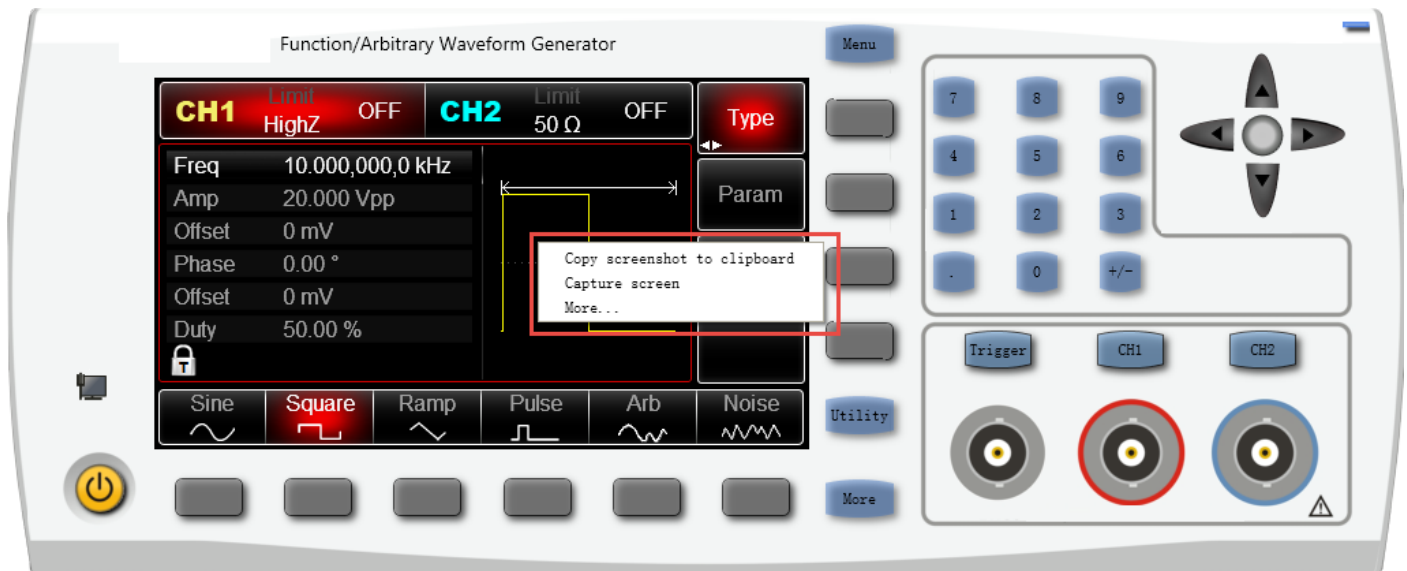 Function/Arbitrary Waveform Generator
Menu
CH1 Limit HighZ OFF CH2 Limit 50 Ω OFF Type
Freq 10.000,000,0 kHz
Amp 20.000 Vpp
Offset 0 mV
Phase 0.00 °
Offset 0 mV
Duty 50.00 %
T
Param
Copy screenshot to clipboard
Capture screen
More...
Sine Square Ramp Pulse Arb Noise
Utility
More
7 8 9
4 5 6
1 2 3
. 0 +/-
Trigger CH1 CH2